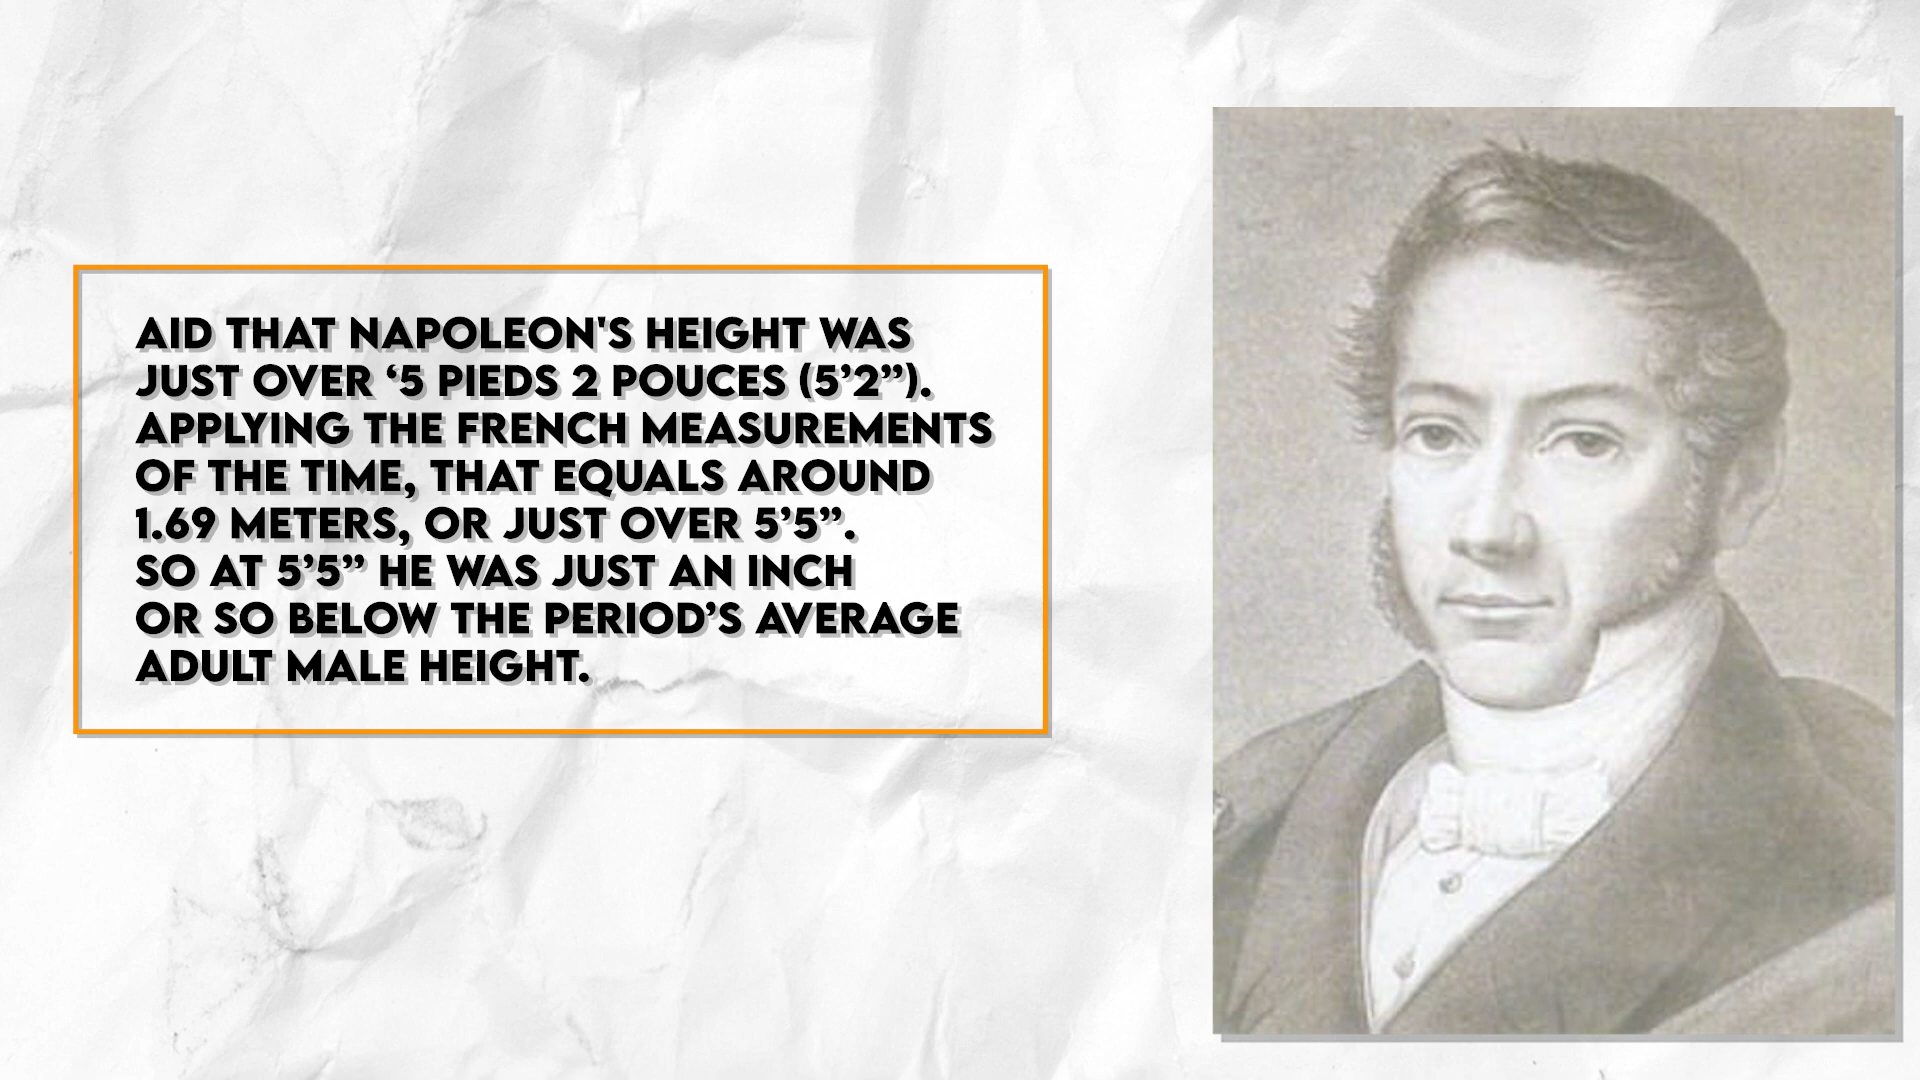 AID THAT NAPOLEON'S HEIGHT WAS
JUST OVER ‘5 PIEDS 2 POUCES (5’2”).
APPLYING THE FRENCH MEASUREMENTS
OF THE TIME, THAT EQUALS AROUND
1.69 METERS, OR JUST OVER 5’5”.
SO AT 5’5” HE WAS JUST AN INCH
OR SO BELOW THE PERIOD’S AVERAGE
ADULT MALE HEIGHT.